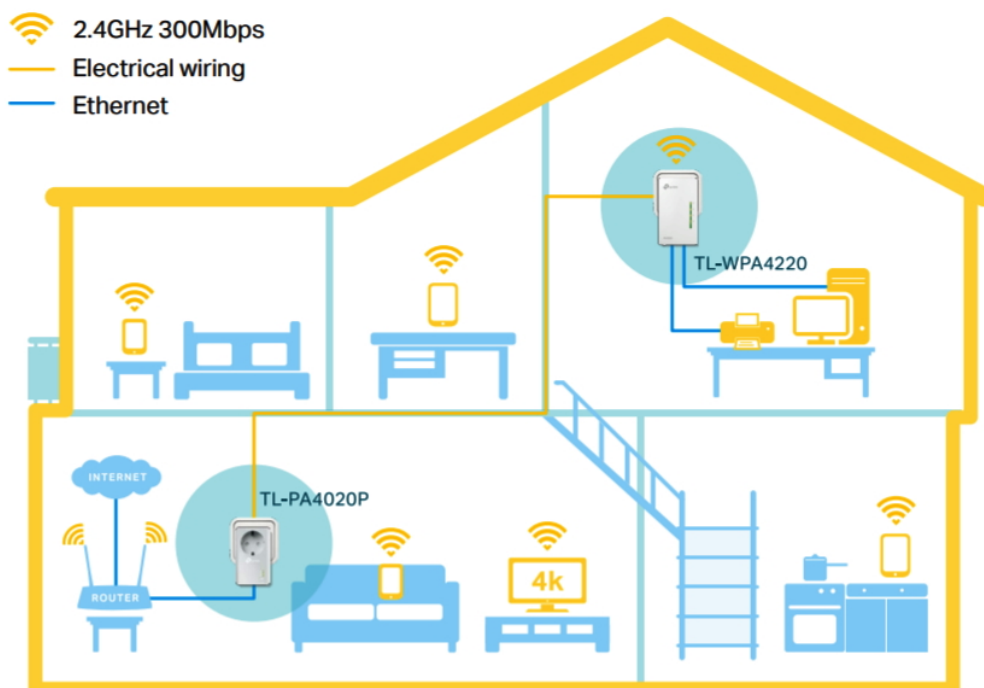 2.4GHz 300Mbps
Electrical wiring
Ethernet
TL-WPA4220
TL-PA4020P
INTERNET
ROUTER
4k